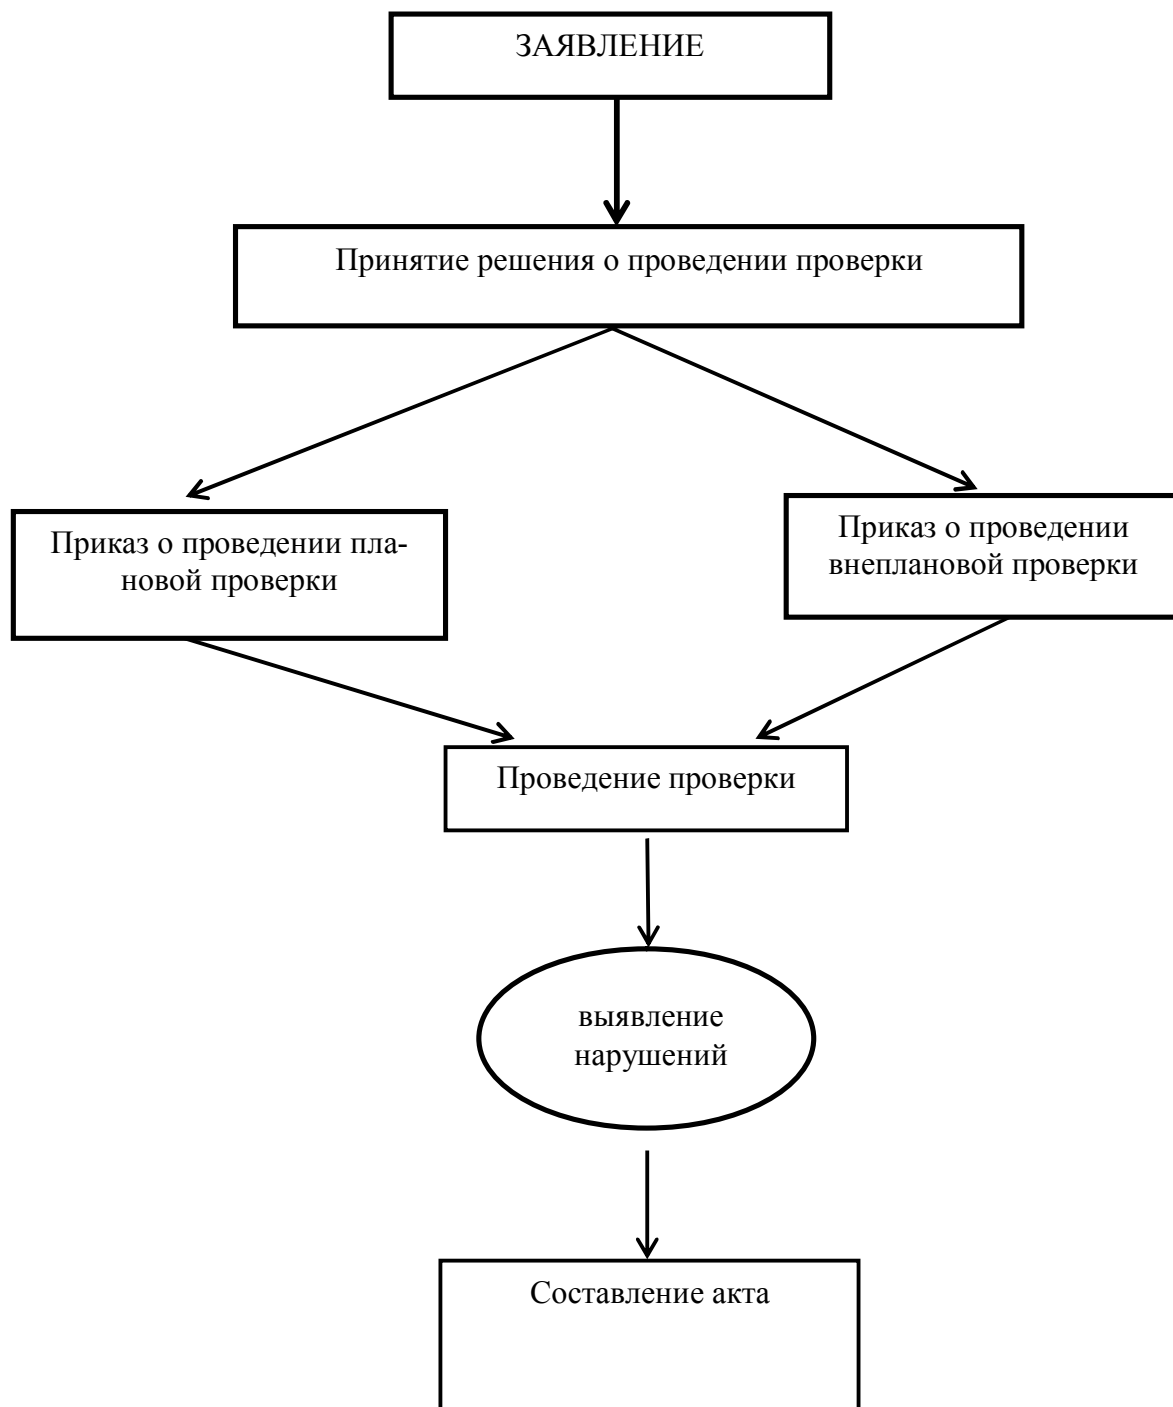 ЗАЯВЛЕНИЕ
Принятие решения о проведении проверки
Приказ о проведении пла-
новой проверки
Приказ о проведении
внеплановой проверки
Проведение проверки
выявление
нарушений
Составление акта